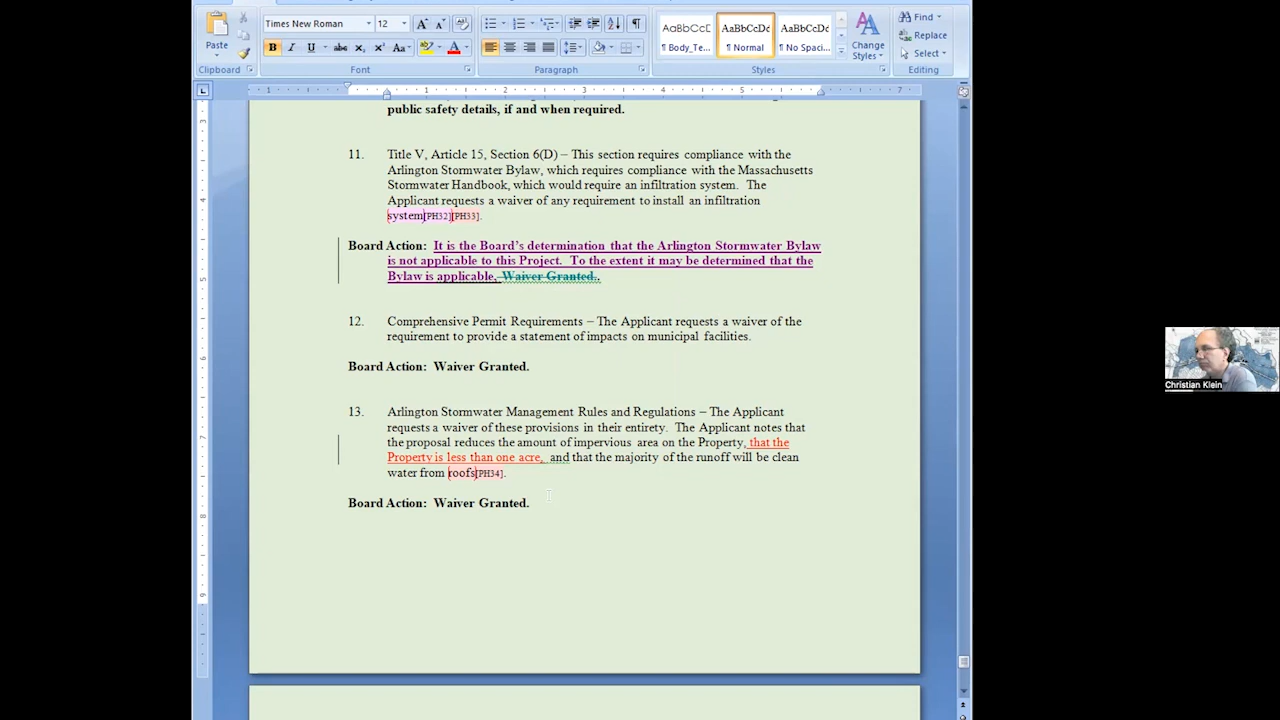 Times New Roman
12
Find
Replace
Select
Paste
B I U abc x₂ x² Aa
AaBbCcD
AaBbCcDc
AaBbCcDc
¶ Body_Te...
¶ Normal
¶ No Spaci...
Change
Styles
Clipboard
Font
Paragraph
Styles
Editing
public safety details, if and when required.
11. Title V, Article 15, Section 6(D) – This section requires compliance with the
Arlington Stormwater Bylaw, which requires compliance with the Massachusetts
Stormwater Handbook, which would require an infiltration system. The
Applicant requests a waiver of any requirement to install an infiltration
system[PH32][PH33].
Board Action: It is the Board's determination that the Arlington Stormwater Bylaw
is not applicable to this Project. To the extent it may be determined that the
Bylaw is applicable, Waiver Granted..
12. Comprehensive Permit Requirements – The Applicant requests a waiver of the
requirement to provide a statement of impacts on municipal facilities.
Board Action: Waiver Granted.
13. Arlington Stormwater Management Rules and Regulations – The Applicant
requests a waiver of these provisions in their entirety. The Applicant notes that
the proposal reduces the amount of impervious area on the Property, that the
Property is less than one acre, and that the majority of the runoff will be clean
water from roofs[PH34].
Board Action: Waiver Granted.
Christian Klein